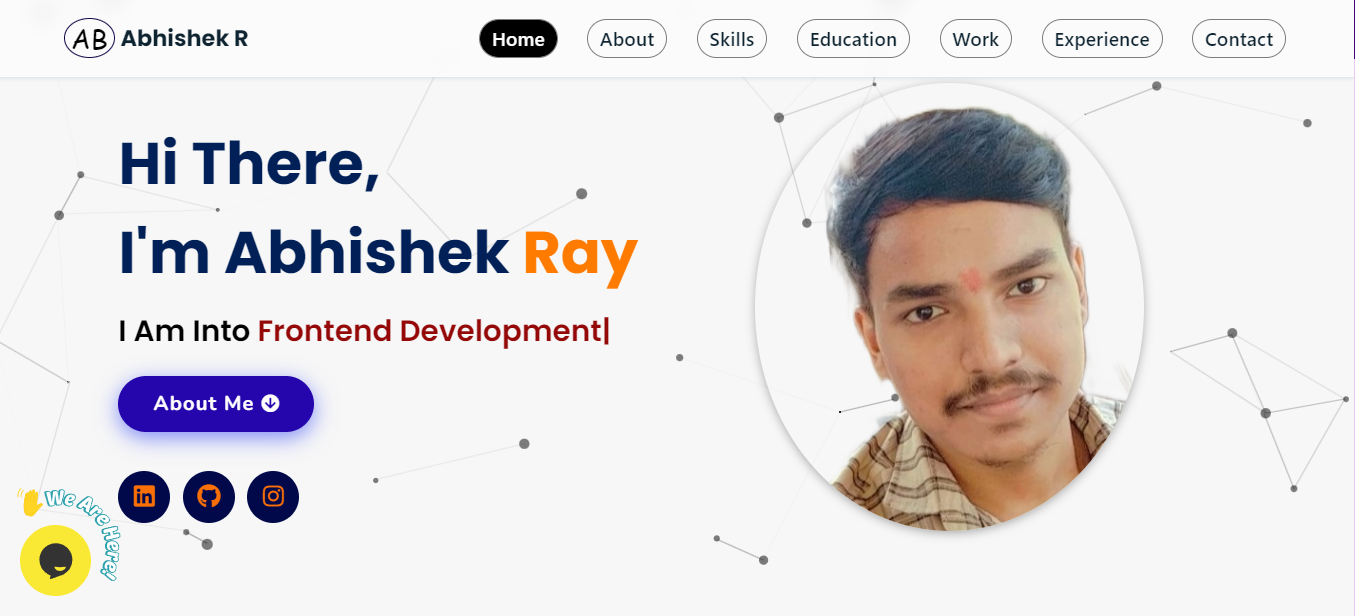 AB Abhishek R
Home About Skills Education Work Experience Contact
Hi There,
I'm Abhishek Ray
I Am Into Frontend Development|
About Me
We Are Here!